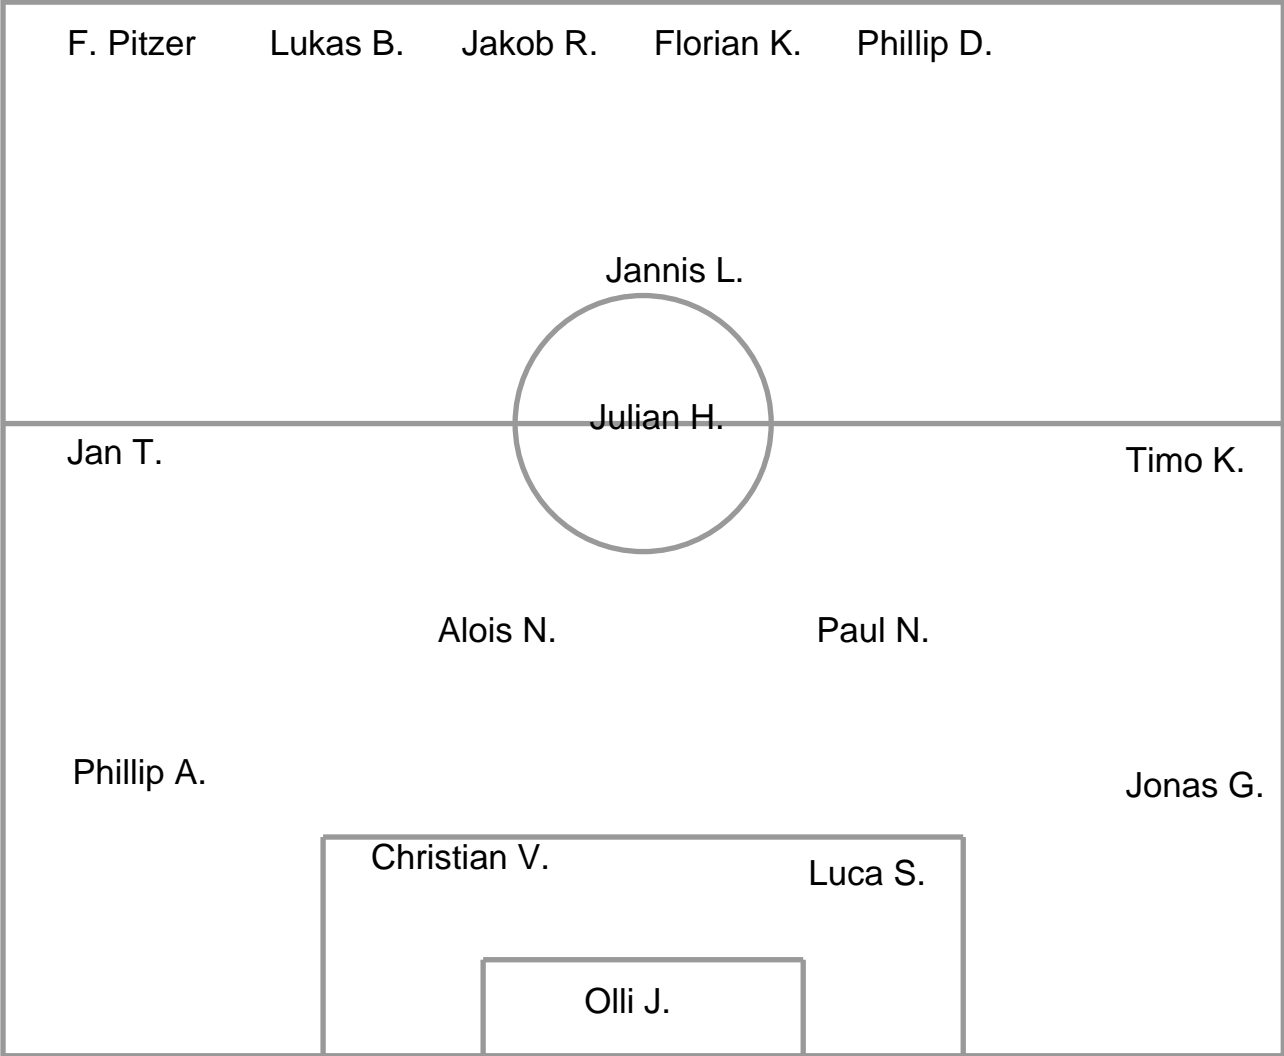 F. Pitzer Lukas B. Jakob R. Florian K. Phillip D.
Jannis L.
Julian H.
Jan T. Timo K.
Alois N. Paul N.
Phillip A. Jonas G.
Christian V. Luca S.
Olli J.